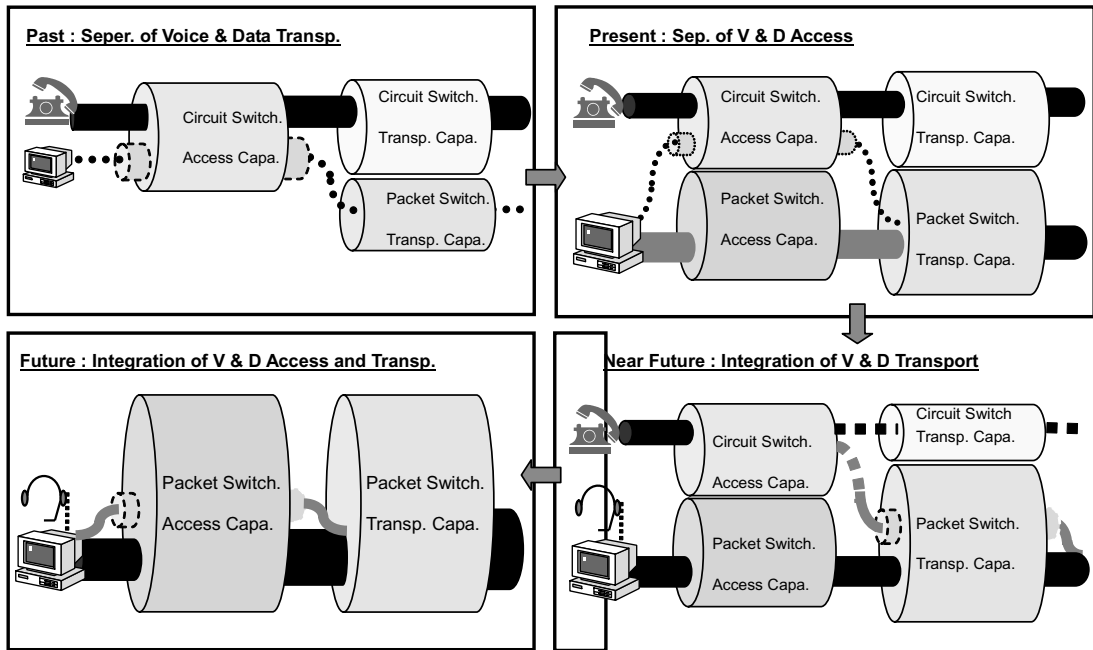 Past : Seper. of Voice & Data Transp.
Circuit Switch.
Access Capa.
Circuit Switch.
Transp. Capa.
Packet Switch.
Transp. Capa.
Present : Sep. of V & D Access
Circuit Switch.
Access Capa.
Circuit Switch.
Transp. Capa.
Packet Switch.
Access Capa.
Packet Switch.
Transp. Capa.
Future : Integration of V & D Access and Transp.
Packet Switch.
Access Capa.
Packet Switch.
Transp. Capa.
Near Future : Integration of V & D Transport
Circuit Switch.
Access Capa.
Circuit Switch
Transp. Capa.
Packet Switch.
Access Capa.
Packet Switch.
Transp. Capa.